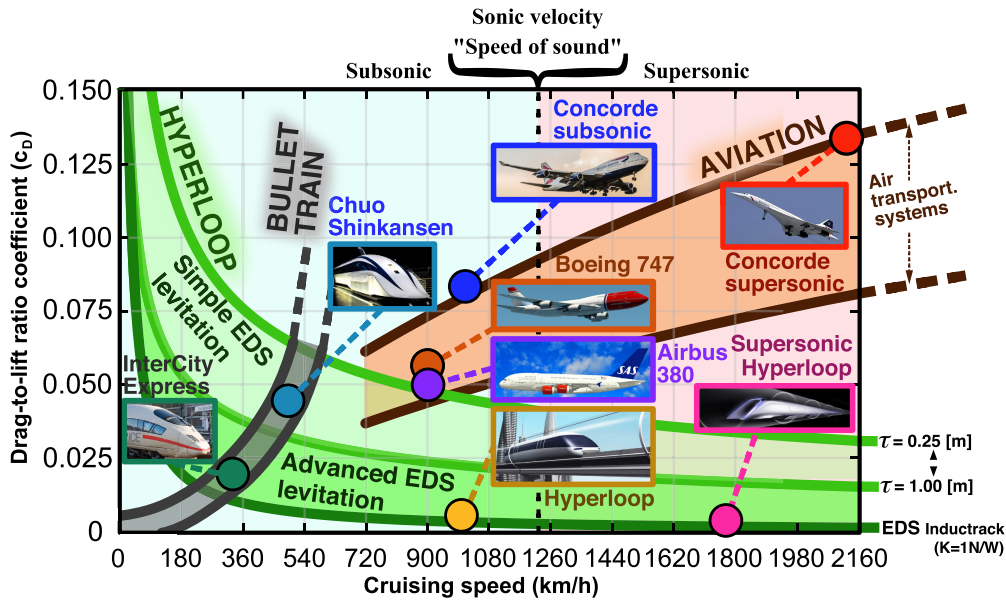 Sonic velocity
"Speed of sound"
Subsonic
Supersonic
Drag-to-lift ratio coefficient (cD)
0.150
0.125
0.100
0.075
0.050
0.025
0
HYPERLOOP
Simple EDS
levitation
BULLET
TRAIN
Chuo
Shinkansen
Concorde
subsonic
AVIATION
Air
transport.
systems
Concorde
supersonic
Boeing 747
Airbus
380
SAS
Supersonic
Hyperloop
InterCity
Express
ICE
Advanced EDS
levitation
Hyperloop
τ = 0.25 [m]
τ = 1.00 [m]
EDS Inductrack
(K=1N/W)
0 180 360 540 720 900 1080 1260 1440 1620 1800 1980 2160
Cruising speed (km/h)